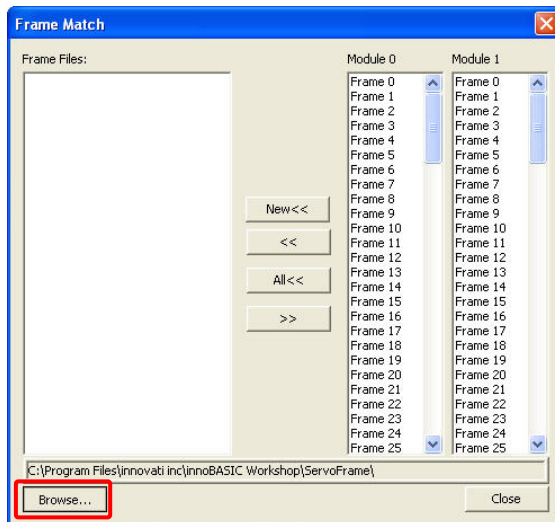 Frame Match
Frame Files:
Module 0
Module 1
Frame 0
Frame 1
Frame 2
Frame 3
Frame 4
Frame 5
Frame 6
Frame 7
Frame 8
Frame 9
Frame 10
Frame 11
Frame 12
Frame 13
Frame 14
Frame 15
Frame 16
Frame 17
Frame 18
Frame 19
Frame 20
Frame 21
Frame 22
Frame 23
Frame 24
Frame 25
Frame 0
Frame 1
Frame 2
Frame 3
Frame 4
Frame 5
Frame 6
Frame 7
Frame 8
Frame 9
Frame 10
Frame 11
Frame 12
Frame 13
Frame 14
Frame 15
Frame 16
Frame 17
Frame 18
Frame 19
Frame 20
Frame 21
Frame 22
Frame 23
Frame 24
Frame 25
New<<
<<
All<<
>>
C:\Program Files\innovati inc\innoBASIC Workshop\ServoFrame\
Browse...
Close